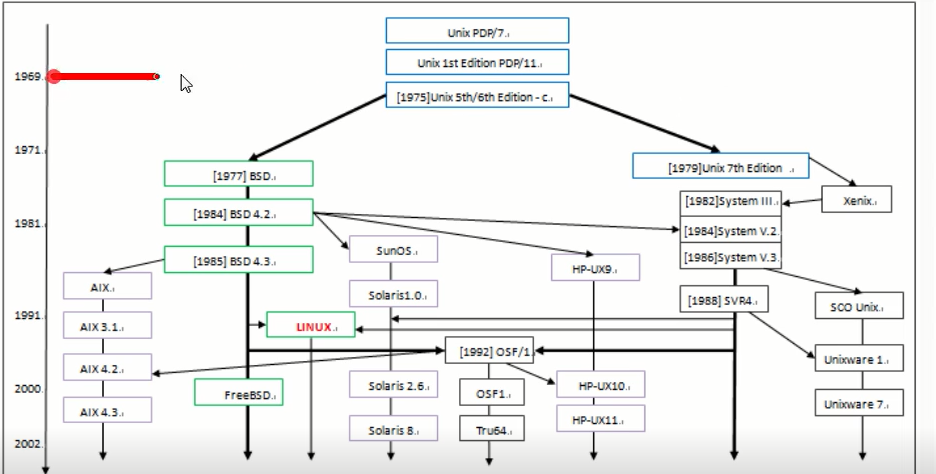 Unix PDP/7.
Unix 1st Edition PDP/11.
1969.
[1975]Unix 5th/6th Edition - c.
1971.
[1977] BSD.
[1979]Unix 7th Edition .
[1982]System III.
Xenix.
[1984] BSD 4.2.
1981.
[1984]System V.2
SunOS.
[1985] BSD 4.3.
[1986]System V.3
HP-UX9.
AIX.
Solaris1.0.
[1988] SVR4.
SCO Unix.
1991.
AIX 3.1.
LINUX.
[1992] OSF/1.
Unixware 1.
AIX 4.2.
Solaris 2.6.
HP-UX10.
2000.
FreeBSD.
OSF1.
Unixware 7.
AIX 4.3.
HP-UX11.
Solaris 8.
Tru64.
2002.